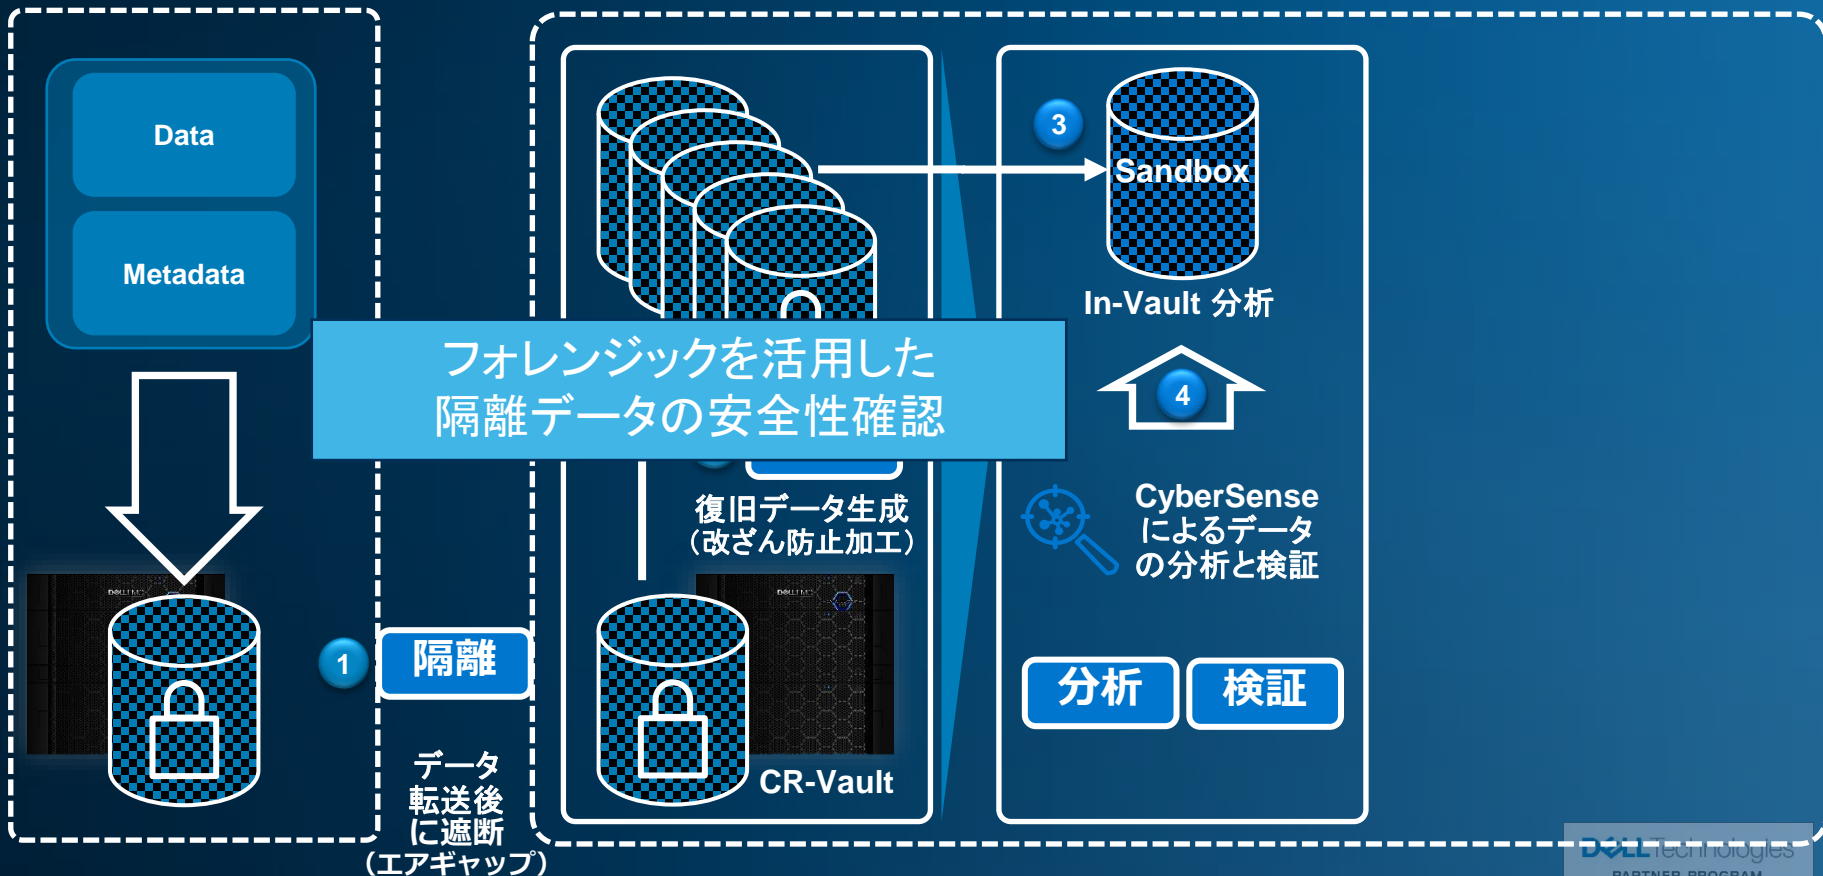 Data
Metadata
1
隔離
データ
転送後
に遮断
（エアギャップ）
フォレンジックを活用した
隔離データの安全性確認
復旧データ生成
（改ざん防止加工）
CR-Vault
3
Sandbox
In-Vault 分析
4
CyberSense
によるデータ
の分析と検証
分析
検証
DELL Technologies
PARTNER PROGRAM